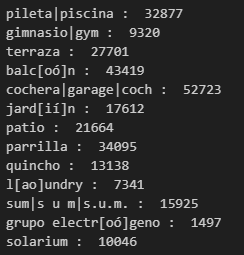 pileta|piscina :  32877
gimnasio|gym :  9320
terraza :  27701
balc[oó]n :  43419
cochera|garage|coch :  52723
jard[ií]n :  17612
patio :  21664
parrilla :  34095
quincho :  13138
l[ao]undry :  7341
sum|s u m|s.u.m. :  15925
grupo electr[oó]geno :  1497
solarium :  10046